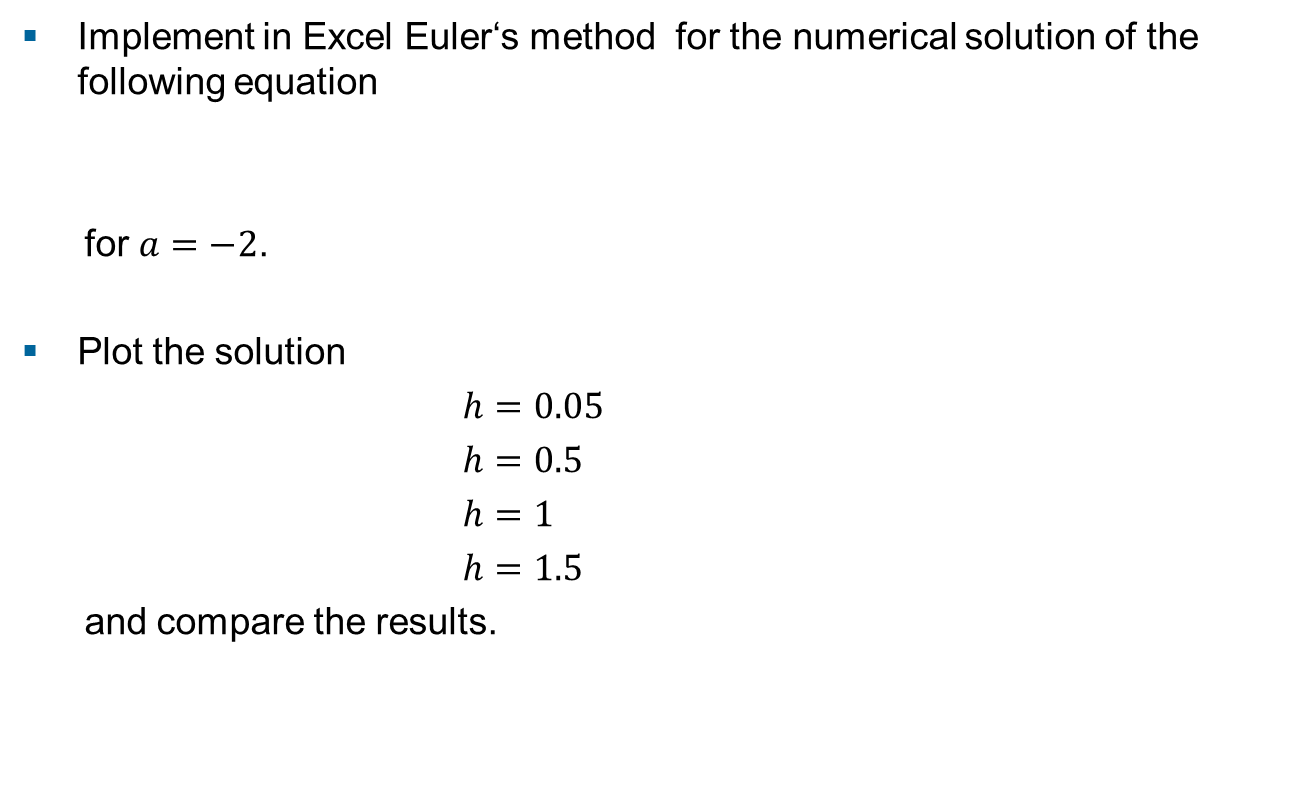 ▪ Implement in Excel Euler‘s method for the numerical solution of the
following equation
for a = −2.
▪ Plot the solution
h = 0.05
h = 0.5
h = 1
h = 1.5
and compare the results.